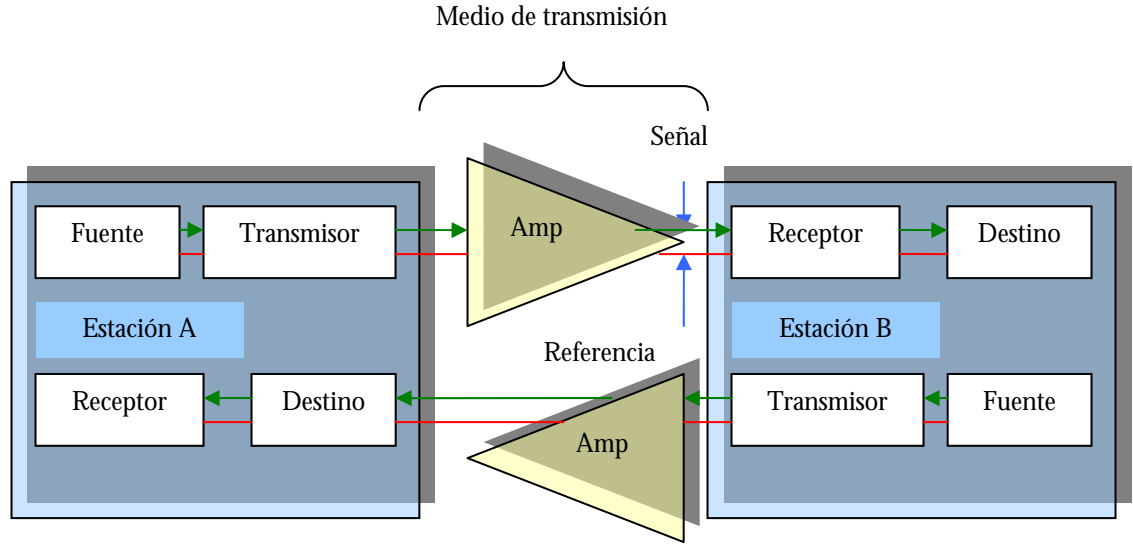 Medio de transmisión
Señal
Fuente
Transmisor
Amp
Receptor
Destino
Estación A
Estación B
Referencia
Receptor
Destino
Amp
Transmisor
Fuente